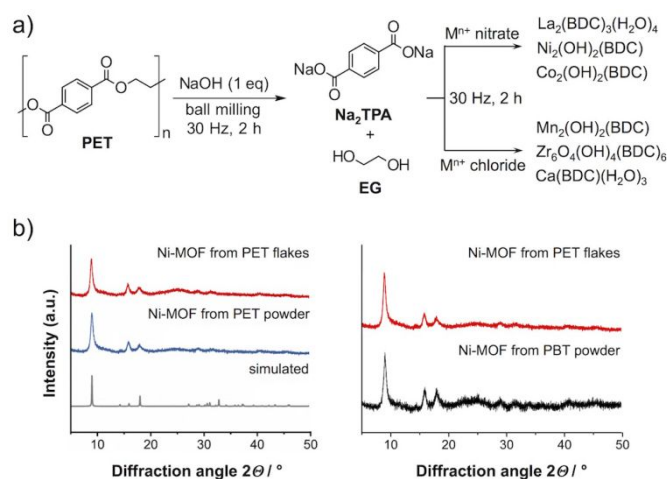 a)
NaOH (1 eq)
ball milling
30 Hz, 2 h
O
O
O
O
n
PET
ONa
NaO
O
O
Na₂TPA
+
HO
OH
EG
Mⁿ⁺ nitrate
30 Hz, 2 h
Mⁿ⁺ chloride
La₂(BDC)₃(H₂O)₄
Ni₂(OH)₂(BDC)
Co₂(OH)₂(BDC)
Mn₂(OH)₂(BDC)
Zr₆O₄(OH)₄(BDC)₆
Ca(BDC)(H₂O)₃
b)
Intensity (a.u.)
Ni-MOF from PET flakes
Ni-MOF from PET powder
simulated
10 20 30 40 50
Diffraction angle 2Θ / °
Ni-MOF from PET flakes
Ni-MOF from PBT powder
10 20 30 40 50
Diffraction angle 2Θ / °